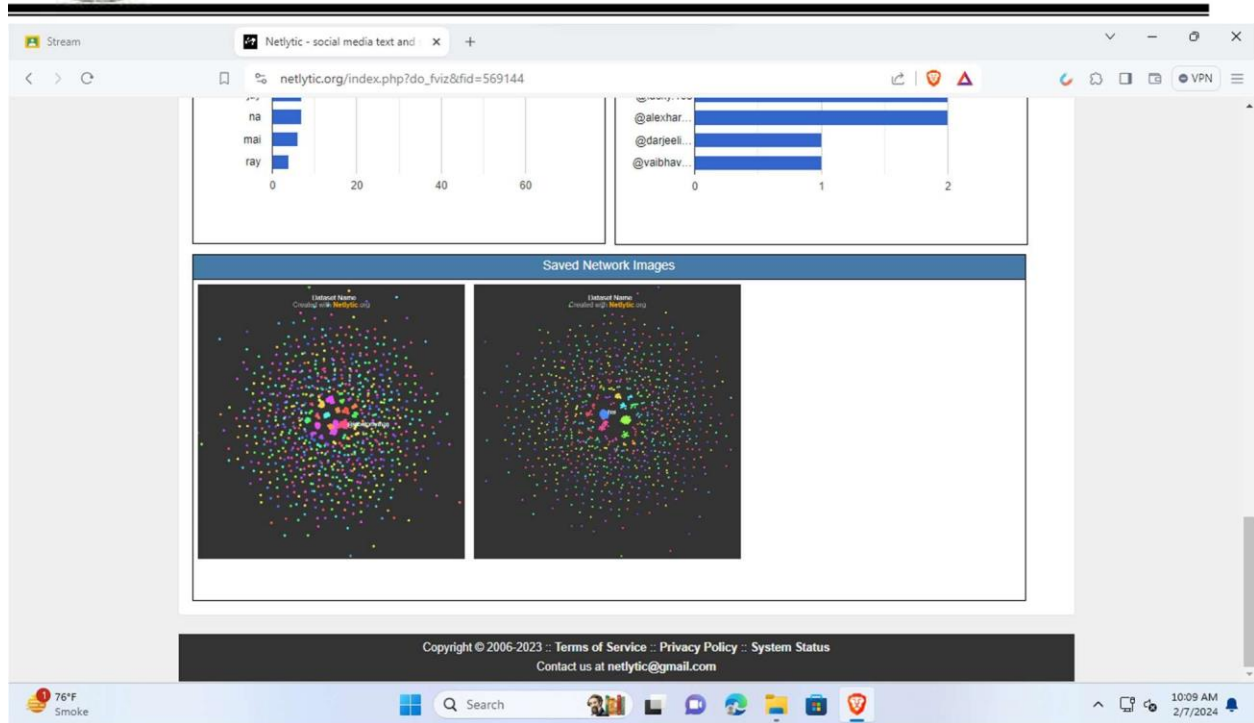 Stream
Netlytic - social media text and
netlytic.org/index.php?do_fviz&fid=569144
VPN
na
mai
ray
0 20 40 60
@alexhar...
@darjeeli...
@vaibhav...
0 1 2
Saved Network Images
Dataset Name
Created with Netlytic.org
Dataset Name
Created with Netlytic.org
Copyright © 2006-2023 :: Terms of Service :: Privacy Policy :: System Status
Contact us at netlytic@gmail.com
1
76°F
Smoke
Search
10:09 AM
2/7/2024